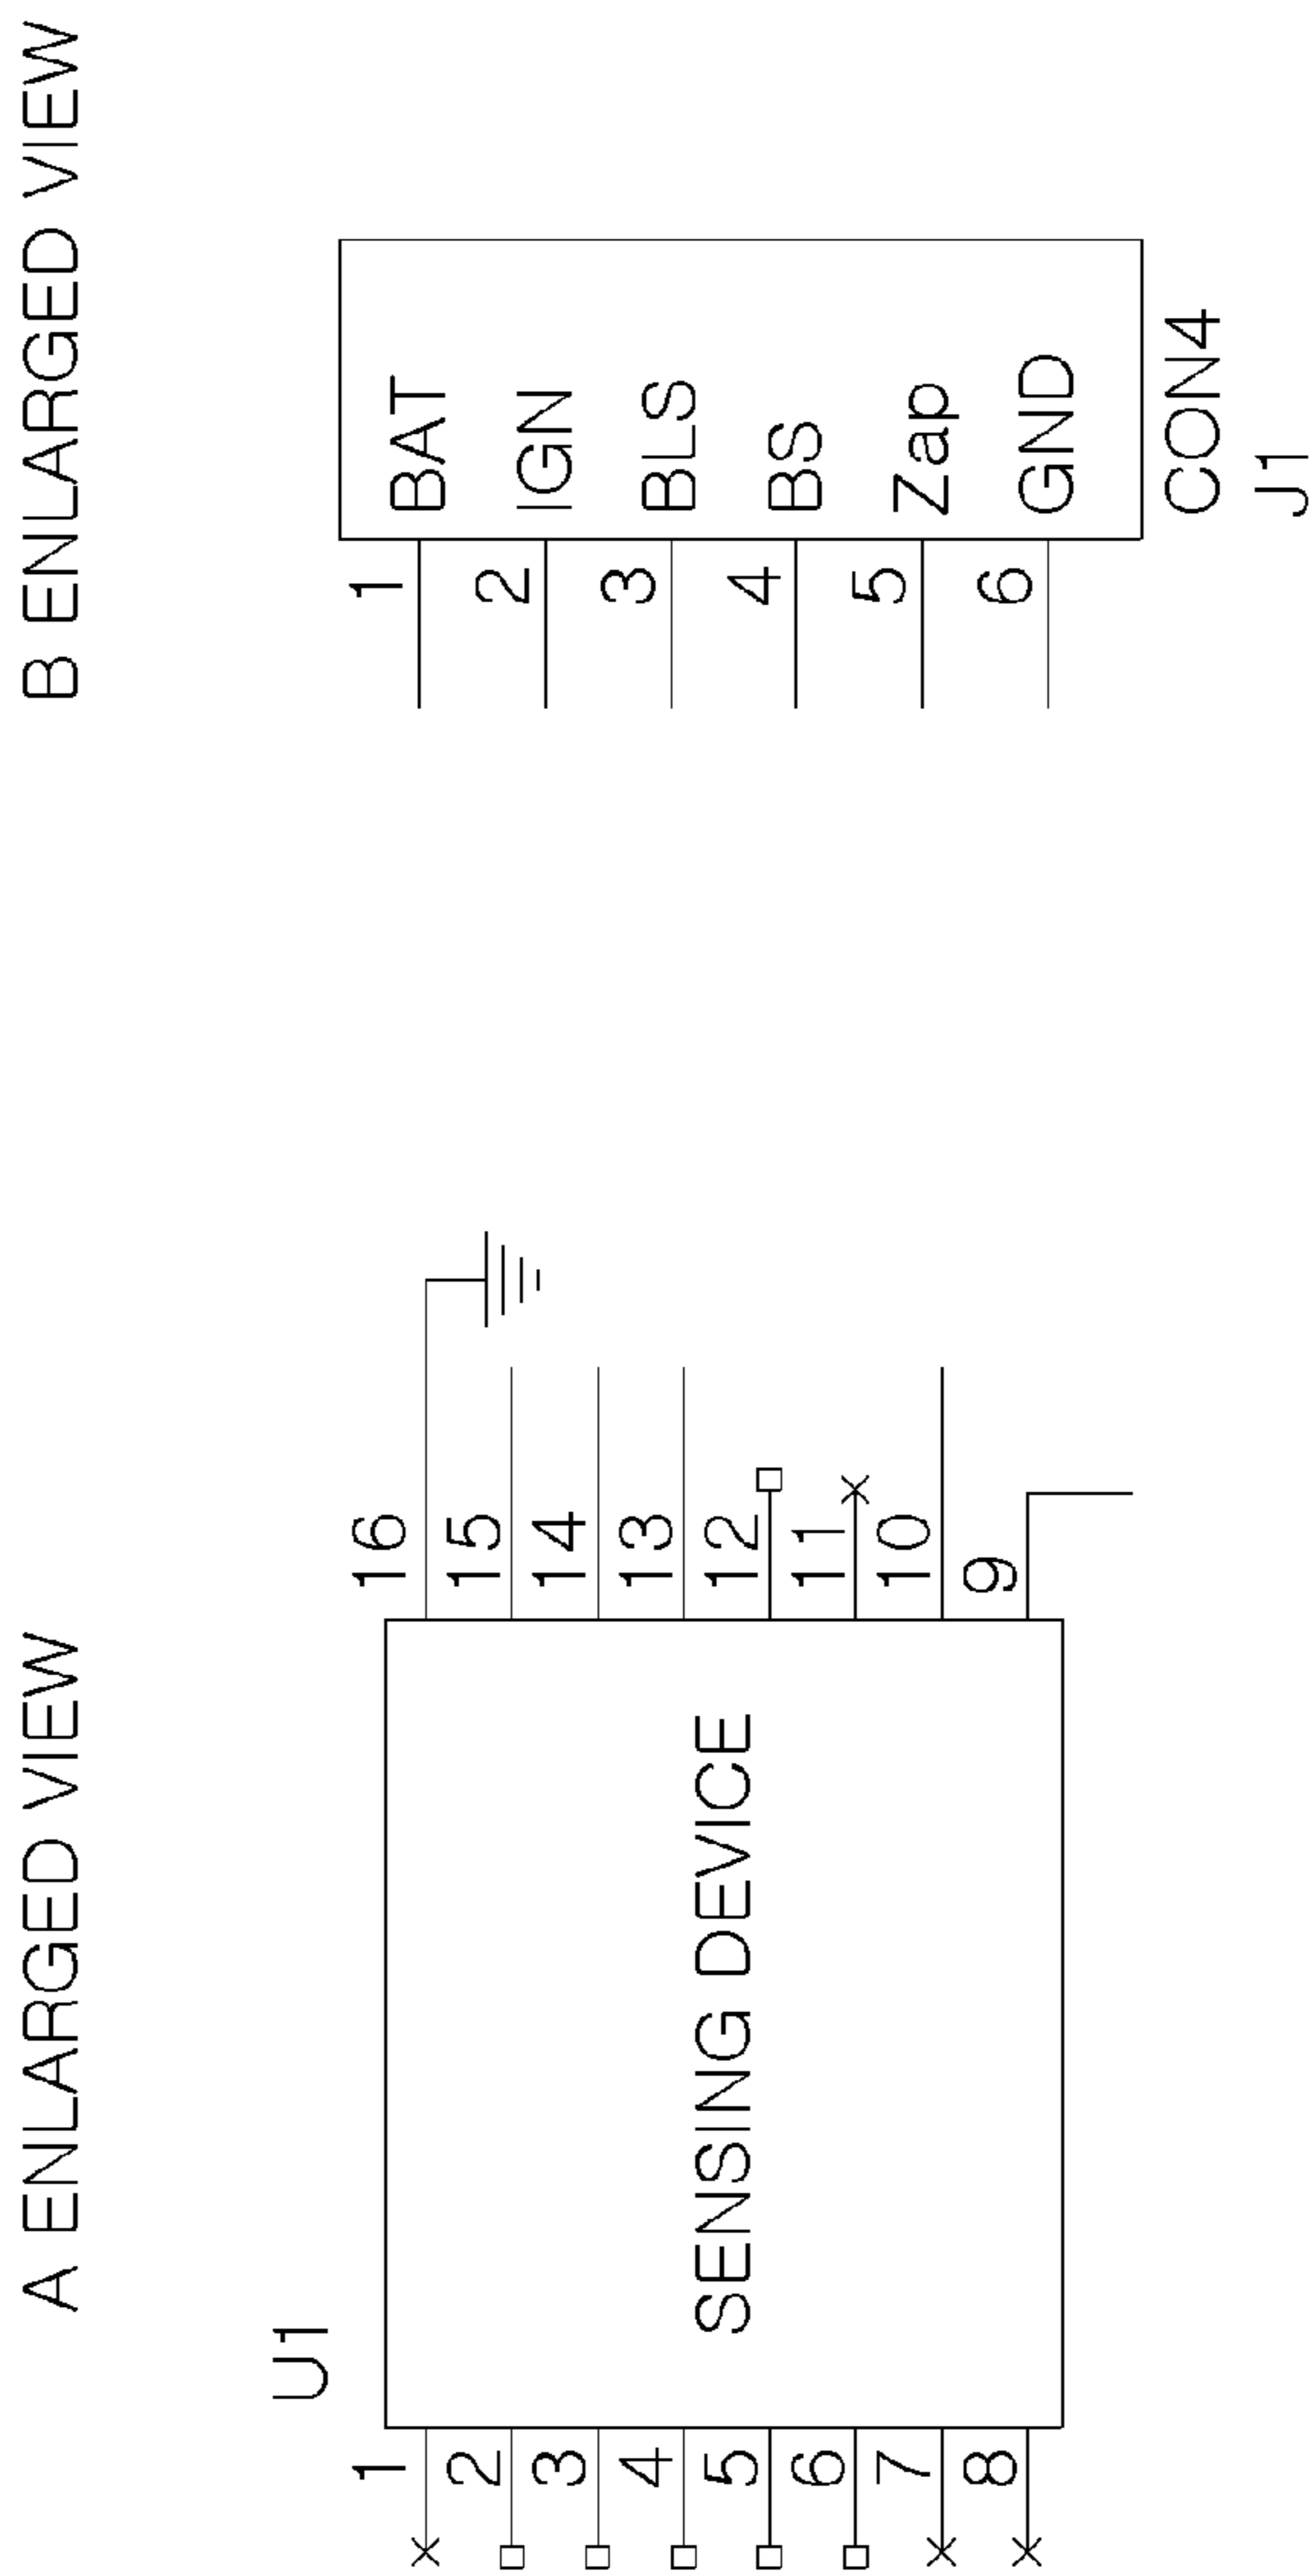 A ENLARGED VIEW
U1
1
2
3
4
5
6
7
8
SENSING DEVICE
16
15
14
13
12
11
10
9
B ENLARGED VIEW
1 BAT
2 IGN
3 BLS
4 BS
5 Zap
6 GND
CON4
J1